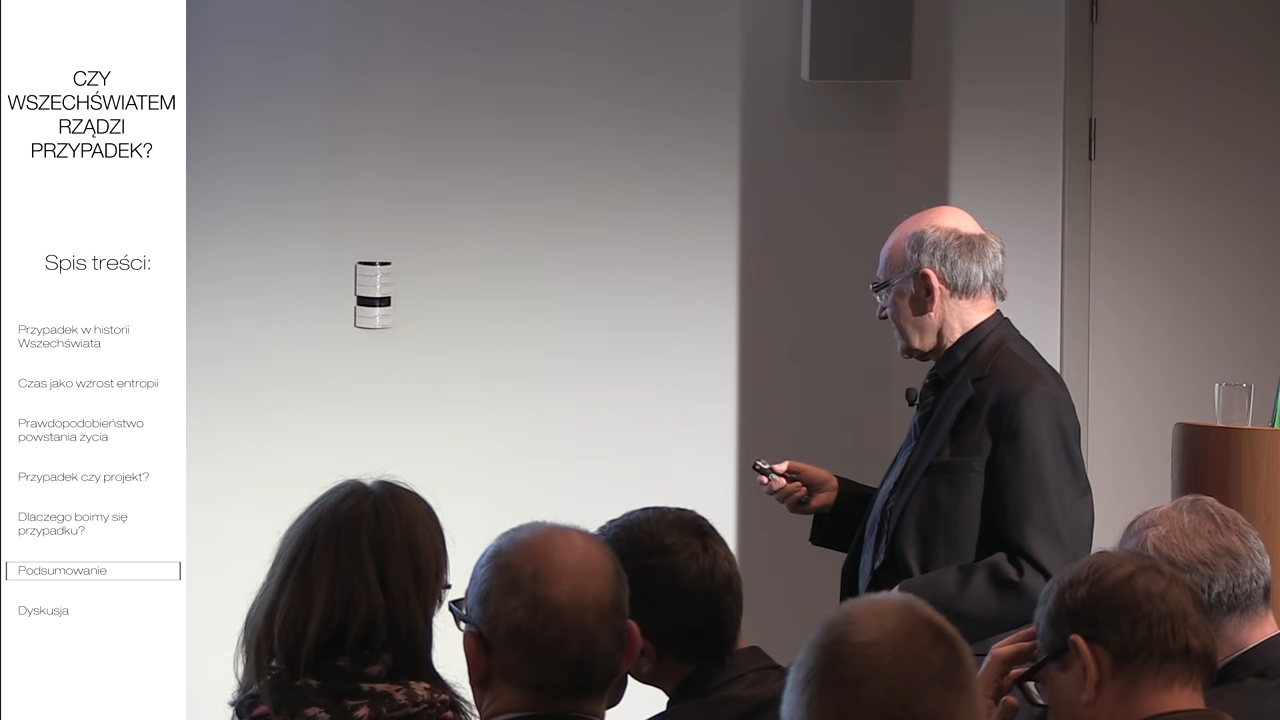 CZY
WSZECHŚWIATEM
RZĄDZI
PRZYPADEK?
Spis treści:
Przypadek w historii
Wszechświata
Czas jako wzrost entropii
Prawdopodobieństwo
powstania życia
Przypadek czy projekt?
Dlaczego boimy się
przypadku?
Podsumowanie
Dyskusja